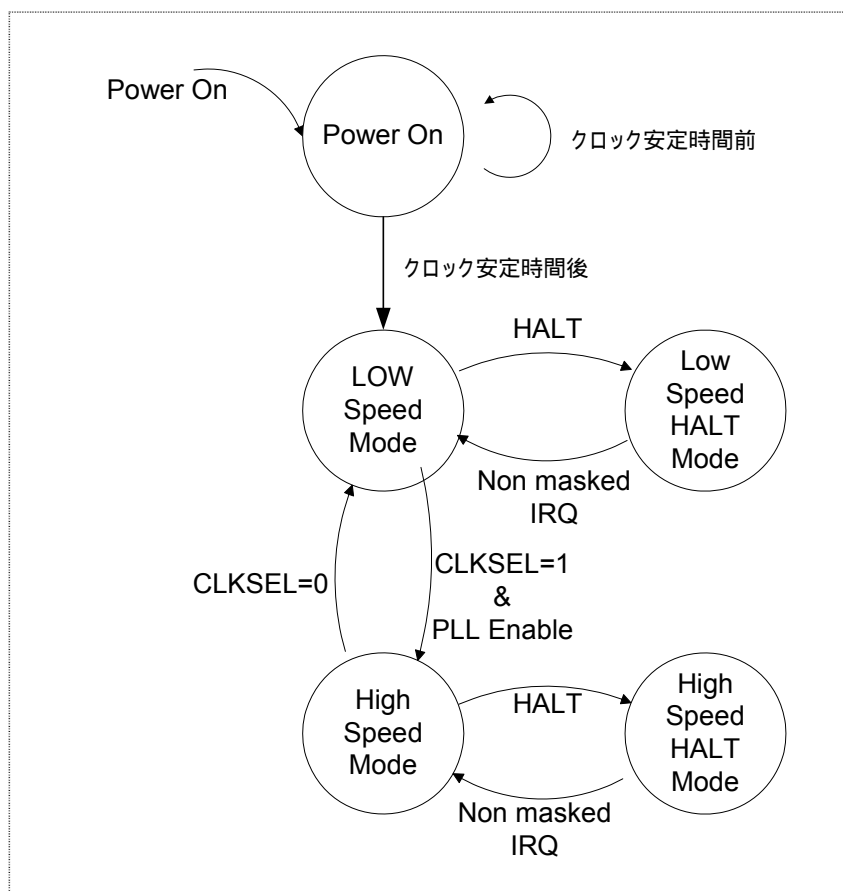 Power On
Power On
クロック安定時間前
クロック安定時間後
HALT
LOW
Speed
Mode
Low
Speed
HALT
Mode
Non masked
IRQ
CLKSEL=0
CLKSEL=1
&
PLL Enable
High
Speed
Mode
HALT
High
Speed
HALT
Mode
Non masked
IRQ